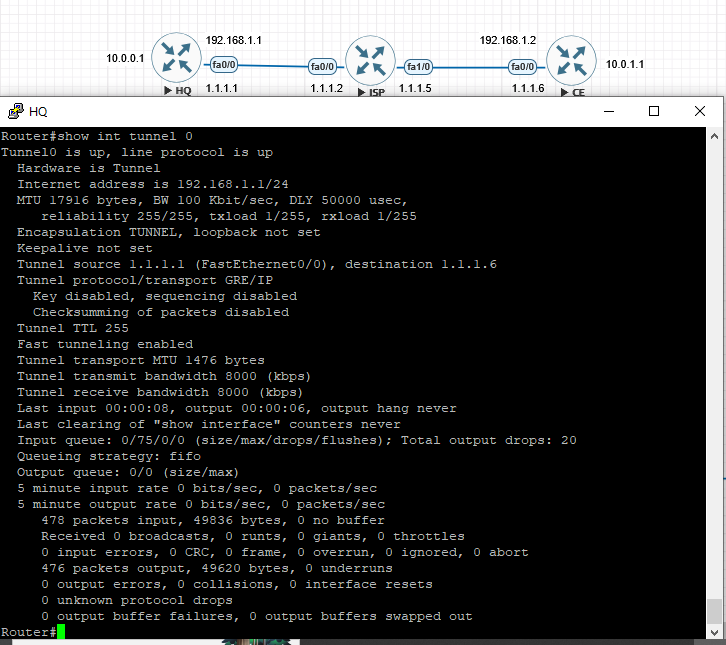 192.168.1.1
192.168.1.2
10.0.0.1
fa0/0
fa0/0
fa1/0
fa0/0
10.0.1.1
HQ
1.1.1.1
1.1.1.2
ISP
1.1.1.5
1.1.1.6
CE
HQ
Router#show int tunnel 0
Tunnel0 is up, line protocol is up
Hardware is Tunnel
Internet address is 192.168.1.1/24
MTU 17916 bytes, BW 100 Kbit/sec, DLY 50000 usec,
reliability 255/255, txload 1/255, rxload 1/255
Encapsulation TUNNEL, loopback not set
Keepalive not set
Tunnel source 1.1.1.1 (FastEthernet0/0), destination 1.1.1.6
Tunnel protocol/transport GRE/IP
Key disabled, sequencing disabled
Checksumming of packets disabled
Tunnel TTL 255
Fast tunneling enabled
Tunnel transport MTU 1476 bytes
Tunnel transmit bandwidth 8000 (kbps)
Tunnel receive bandwidth 8000 (kbps)
Last input 00:00:08, output 00:00:06, output hang never
Last clearing of "show interface" counters never
Input queue: 0/75/0/0 (size/max/drops/flushes); Total output drops: 20
Queueing strategy: fifo
Output queue: 0/0 (size/max)
5 minute input rate 0 bits/sec, 0 packets/sec
5 minute output rate 0 bits/sec, 0 packets/sec
478 packets input, 49836 bytes, 0 no buffer
Received 0 broadcasts, 0 runts, 0 giants, 0 throttles
0 input errors, 0 CRC, 0 frame, 0 overrun, 0 ignored, 0 abort
476 packets output, 49620 bytes, 0 underruns
0 output errors, 0 collisions, 0 interface resets
0 unknown protocol drops
0 output buffer failures, 0 output buffers swapped out
Router#